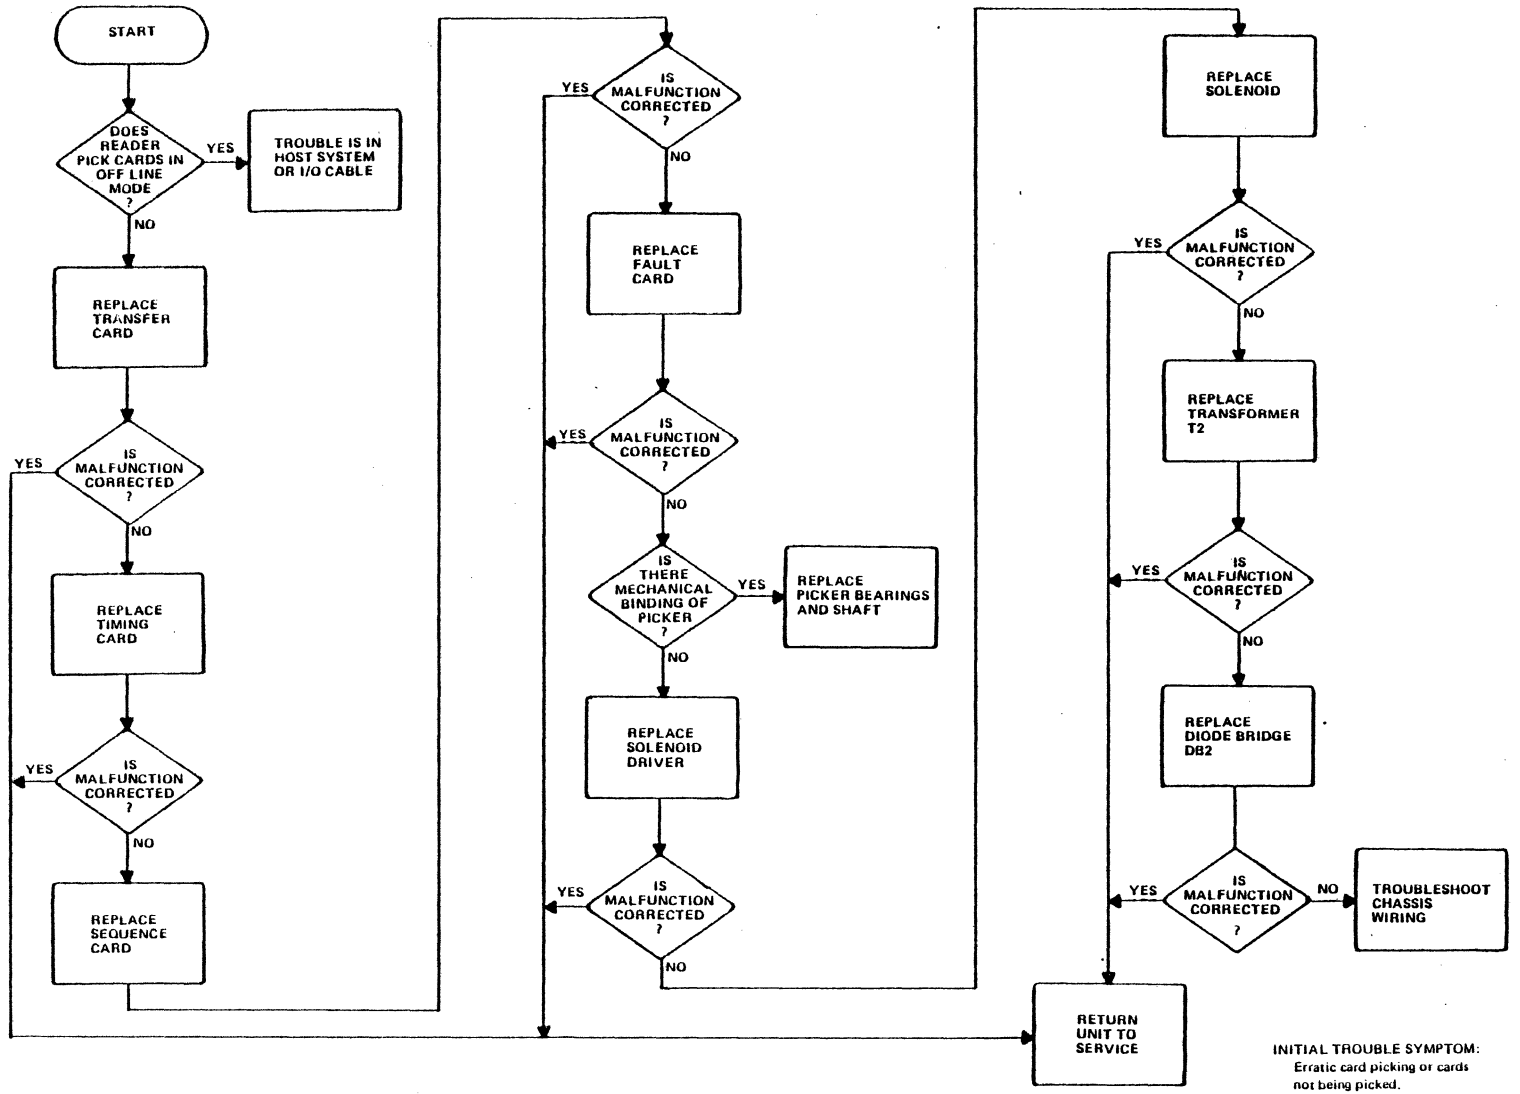 START
DOES
READER
PICK CARDS IN
OFF LINE
MODE
?
YES
TROUBLE IS IN
HOST SYSTEM
OR I/O CABLE
NO
REPLACE
TRANSFER
CARD
IS
MALFUNCTION
CORRECTED
?
YES
NO
REPLACE
TIMING
CARD
IS
MALFUNCTION
CORRECTED
?
YES
NO
REPLACE
SEQUENCE
CARD
IS
MALFUNCTION
CORRECTED
?
YES
NO
REPLACE
FAULT
CARD
IS
MALFUNCTION
CORRECTED
?
YES
NO
IS
THERE
MECHANICAL
BINDING OF
PICKER
?
YES
REPLACE
PICKER BEARINGS
AND SHAFT
NO
REPLACE
SOLENOID
DRIVER
IS
MALFUNCTION
CORRECTED
?
YES
NO
REPLACE
SOLENOID
IS
MALFUNCTION
CORRECTED
?
YES
NO
REPLACE
TRANSFORMER
T2
IS
MALFUNCTION
CORRECTED
?
YES
NO
REPLACE
DIODE BRIDGE
DB2
IS
MALFUNCTION
CORRECTED
?
YES
NO
TROUBLESHOOT
CHASSIS
WIRING
RETURN
UNIT TO
SERVICE
INITIAL TROUBLE SYMPTOM:
Erratic card picking or cards
not being picked.